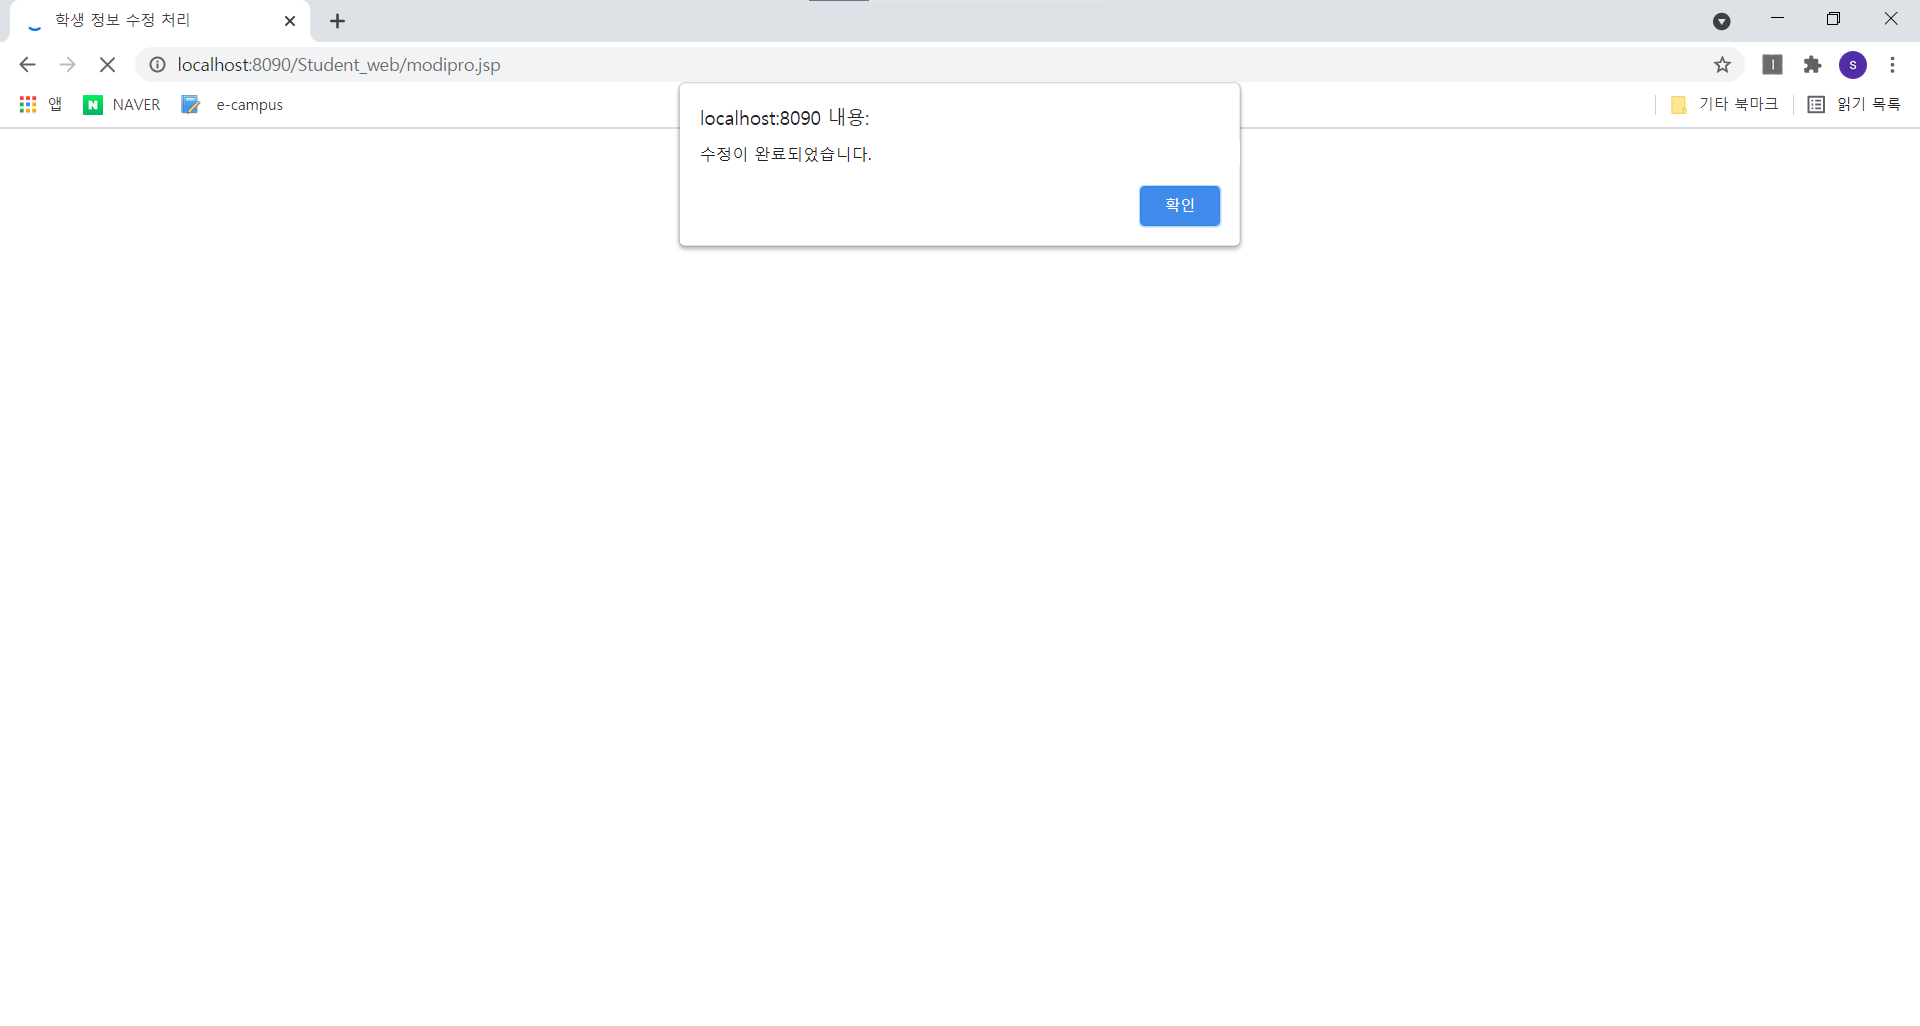 학생 정보 수정 처리
localhost:8090/Student_web/modipro.jsp
s
앱 NAVER e-campus 기타 북마크 읽기 목록
localhost:8090 내용:
수정이 완료되었습니다.
확인